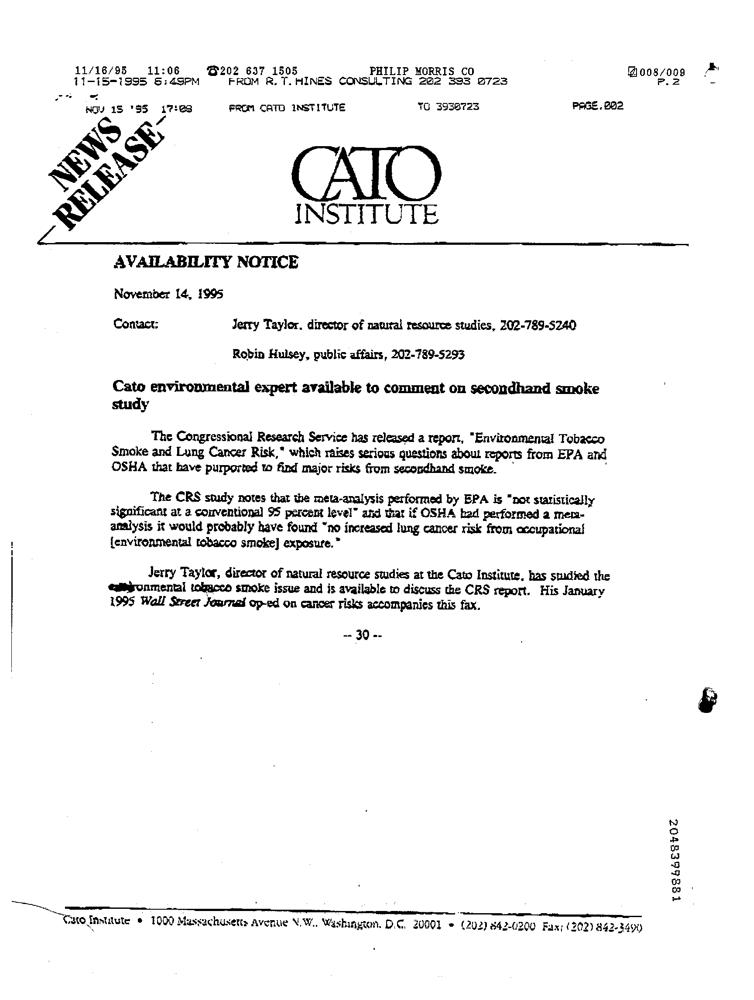 11/16/95 11:06 ☎202 637 1505 PHILIP MORRIS CO 008/009
11-15-1995 6:49PM FROM R.T.HINES CONSULTING 202 393 0723 P.2
NOV 15 '95 17:08 FROM CATO INSTITUTE TO 3930723 PAGE.002
NEWS
RELEASE
CATO
INSTITUTE
AVAILABILITY NOTICE
November 14, 1995
Contact: Jerry Taylor, director of natural resource studies, 202-789-5240
Robin Hulsey, public affairs, 202-789-5293
Cato environmental expert available to comment on secondhand smoke
study
The Congressional Research Service has released a report, "Environmental Tobacco
Smoke and Lung Cancer Risk," which raises serious questions about reports from EPA and
OSHA that have purported to find major risks from secondhand smoke.
The CRS study notes that the meta-analysis performed by EPA is "not statistically
significant at a conventional 95 percent level" and that if OSHA had performed a meta-
analysis it would probably have found "no increased lung cancer risk from occupational
[environmental tobacco smoke] exposure."
Jerry Taylor, director of natural resource studies at the Cato Institute, has studied the
environmental tobacco smoke issue and is available to discuss the CRS report. His January
1995 Wall Street Journal op-ed on cancer risks accompanies this fax.
-- 30 --
2048399881
Cato Institute • 1000 Massachusetts Avenue N.W., Washington, D.C. 20001 • (202) 842-0200 Fax: (202) 842-3490